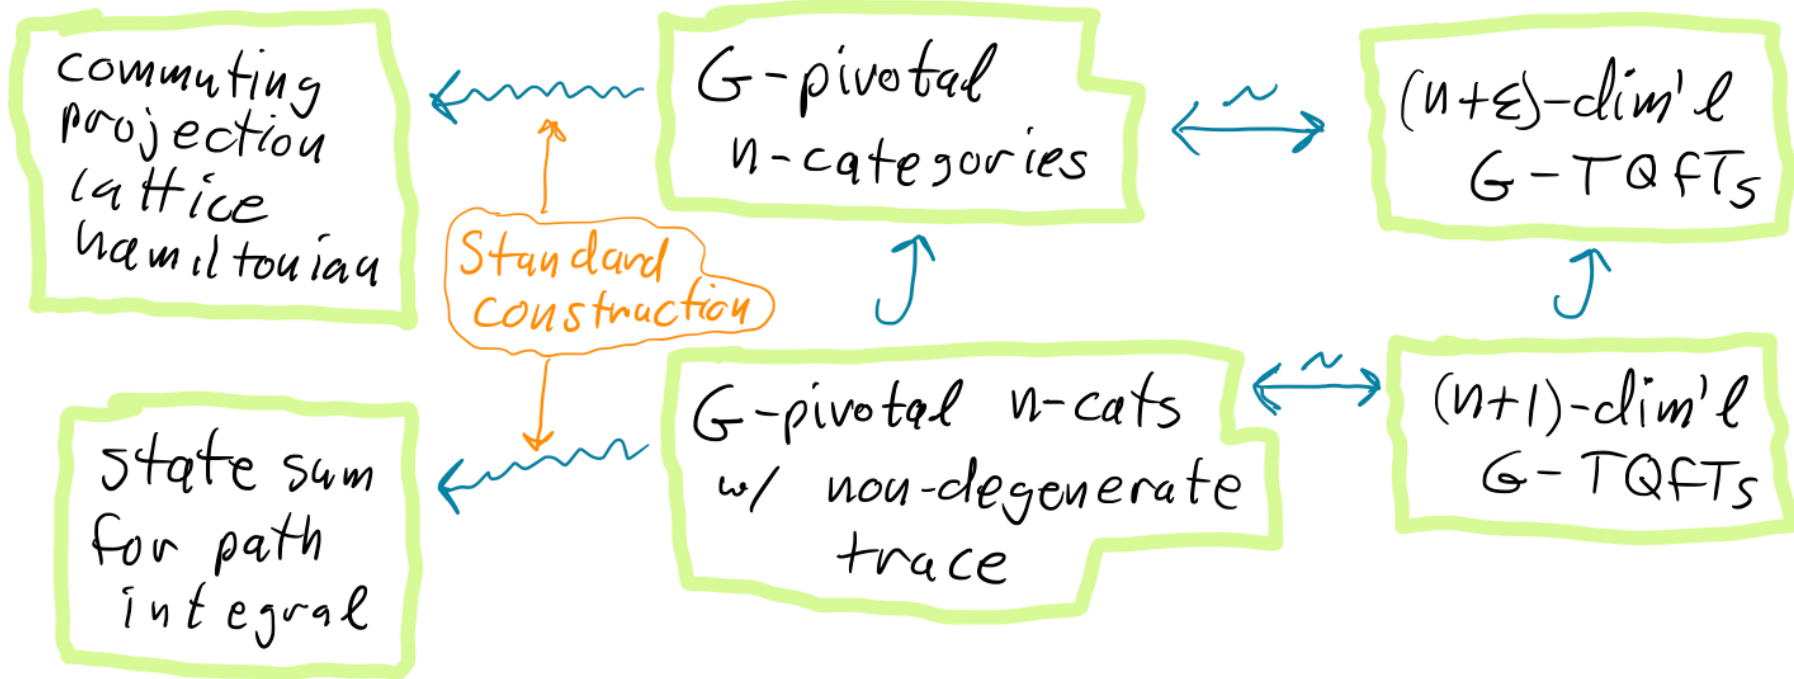 commuting
projection
lattice
hamiltonian
G-pivotal
n-categories
~
(n+ε)-dim'l
G-TQFTs
Standard
construction
state sum
for path
integral
G-pivotal n-cats
w/ non-degenerate
trace
~
(n+1)-dim'l
G-TQFTs